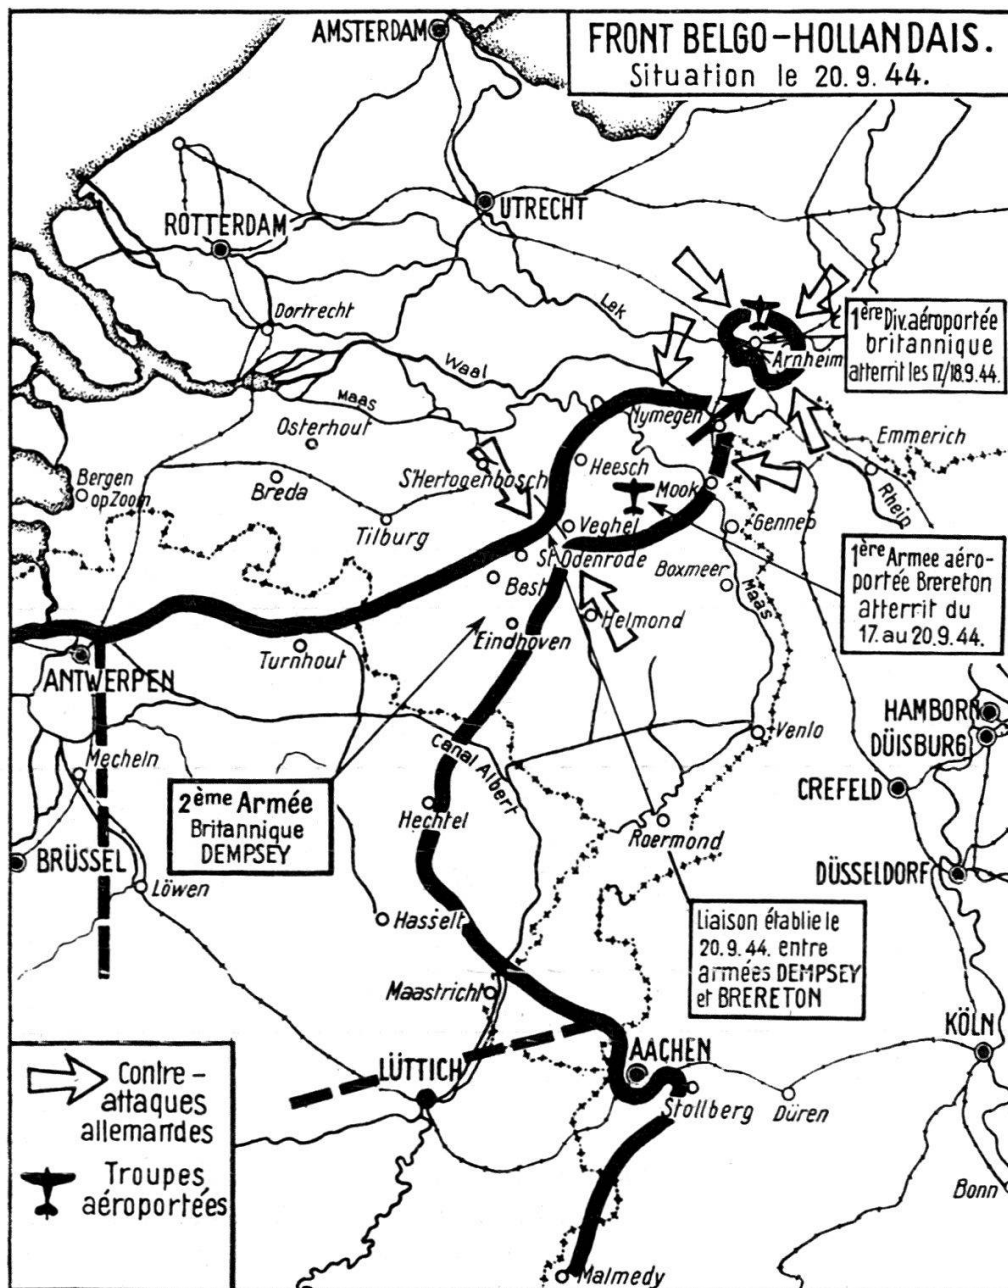 FRONT BELGO-HOLLANDAIS.
Situation le 20.9.44.
AMSTERDAM
UTRECHT
ROTTERDAM
Dortrecht
Lek
Waal
Maas
1ère Div. aéroportée
britannique
atterrit les 17/18.9.44.
Arnheim
Nymegen
Emmerich
Rhein
Osterhout
S'Hertogenbosch
Heesch
Mook
Bergen
op Zoom
Breda
Tilburg
Veghel
Gennep
St Odenrode
Boxmeer
Maas
Best
1ère Armee aéro-
portée Brereton
atterrit du
17. au 20.9.44.
Helmond
Eindhoven
Turnhout
ANTWERPEN
HAMBORN
DÜISBURG
Venlo
Mecheln
Canal Albert
CREFELD
2ème Armée
Britannique
DEMPSEY
Hechtel
Roermond
BRÜSSEL
Löwen
DÜSSELDORF
Hasselt
Liaison établie le
20.9.44. entre
armées DEMPSEY
et BRERETON
Maastricht
KÖLN
AACHEN
LÜTTICH
Stollberg
Düren
Contre-
attaques
allemandes
Troupes
aéroportées
Bonn
Malmedy